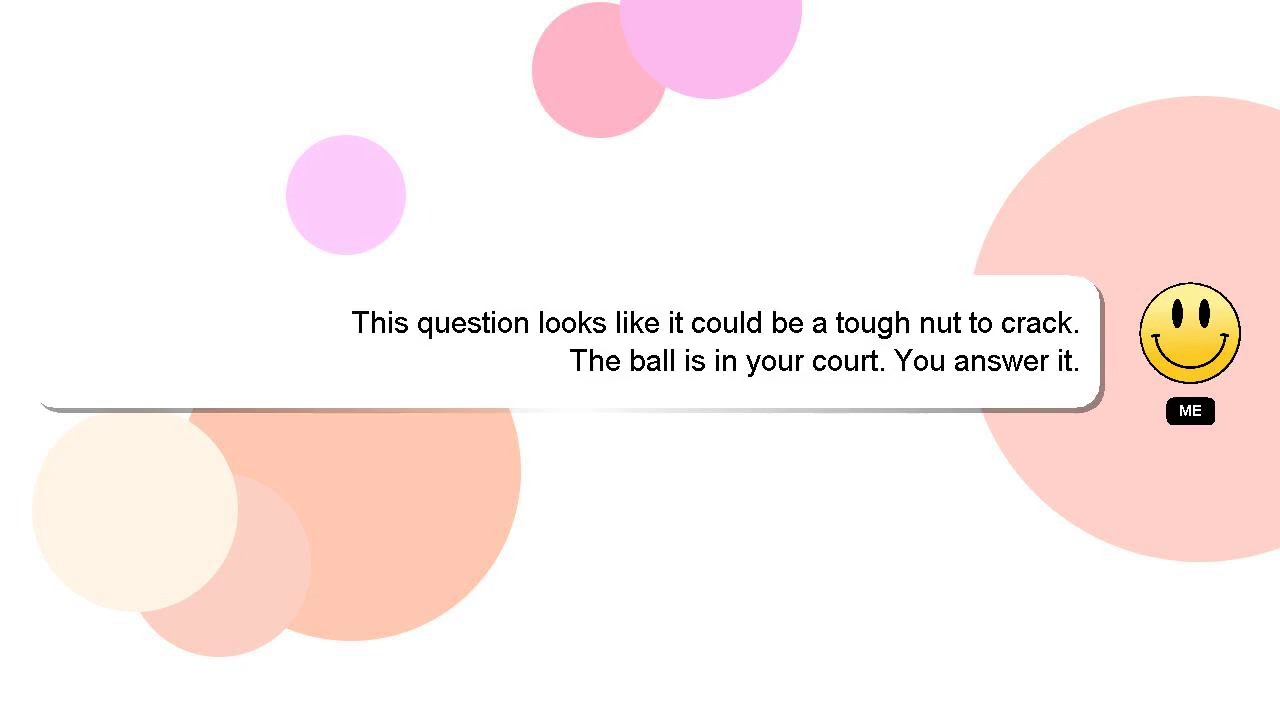 This question looks like it could be a tough nut to crack.
The ball is in your court. You answer it.
ME